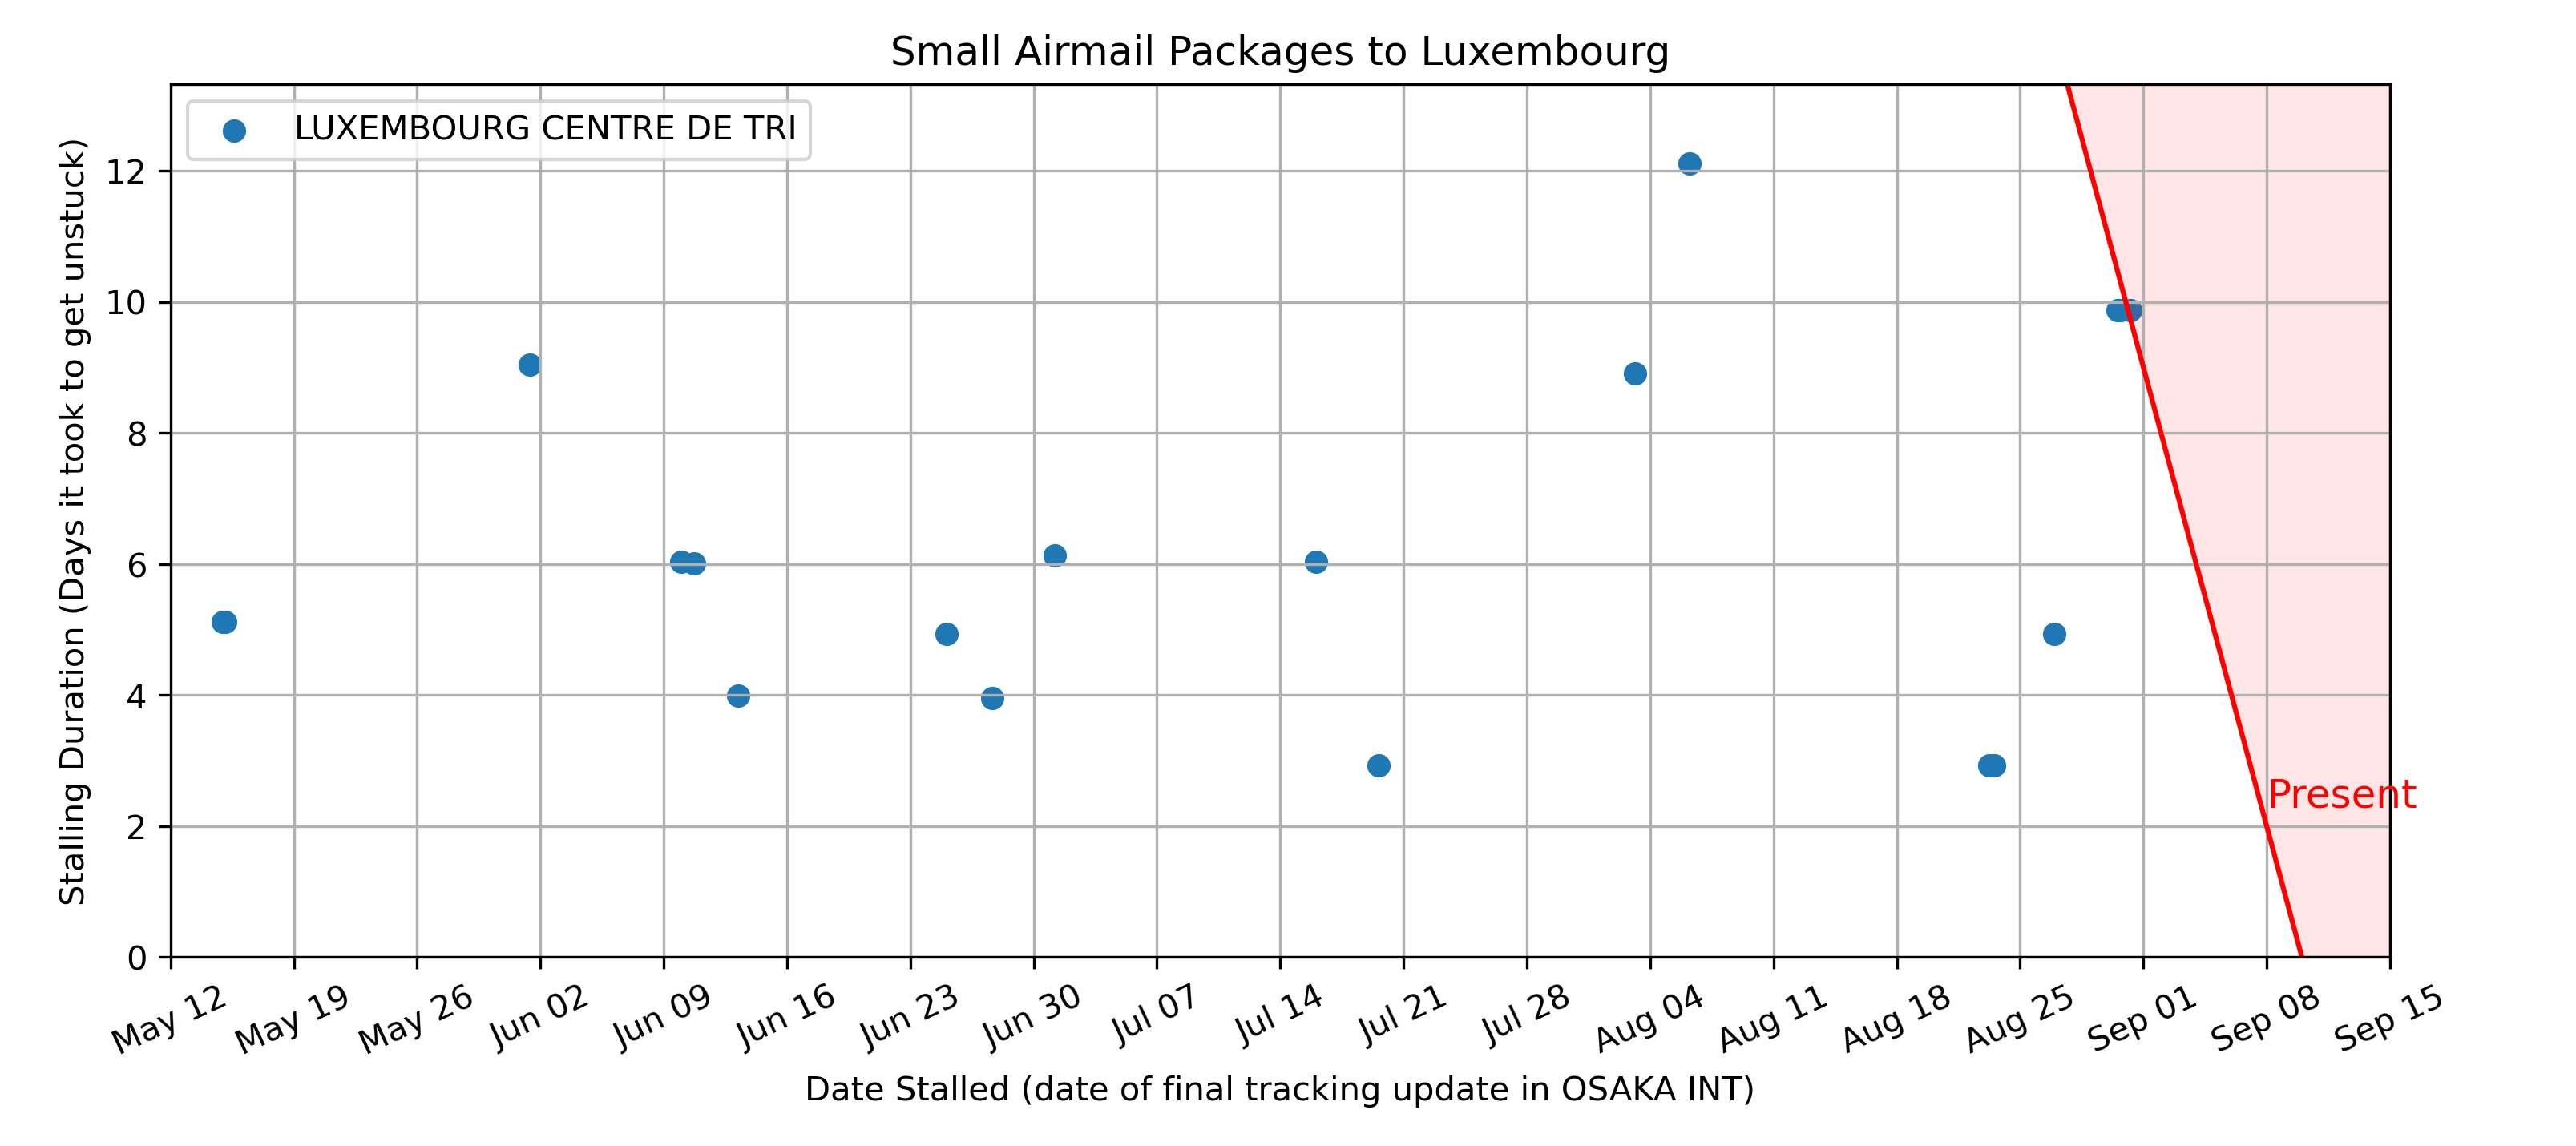 Small Airmail Packages to Luxembourg
LUXEMBOURG CENTRE DE TRI
Stalling Duration (Days it took to get unstuck)
12
10
8
6
4
2
0
Present
May 12
May 19
May 26
Jun 02
Jun 09
Jun 16
Jun 23
Jun 30
Jul 07
Jul 14
Jul 21
Jul 28
Aug 04
Aug 11
Aug 18
Aug 25
Sep 01
Sep 08
Sep 15
Date Stalled (date of final tracking update in OSAKA INT)